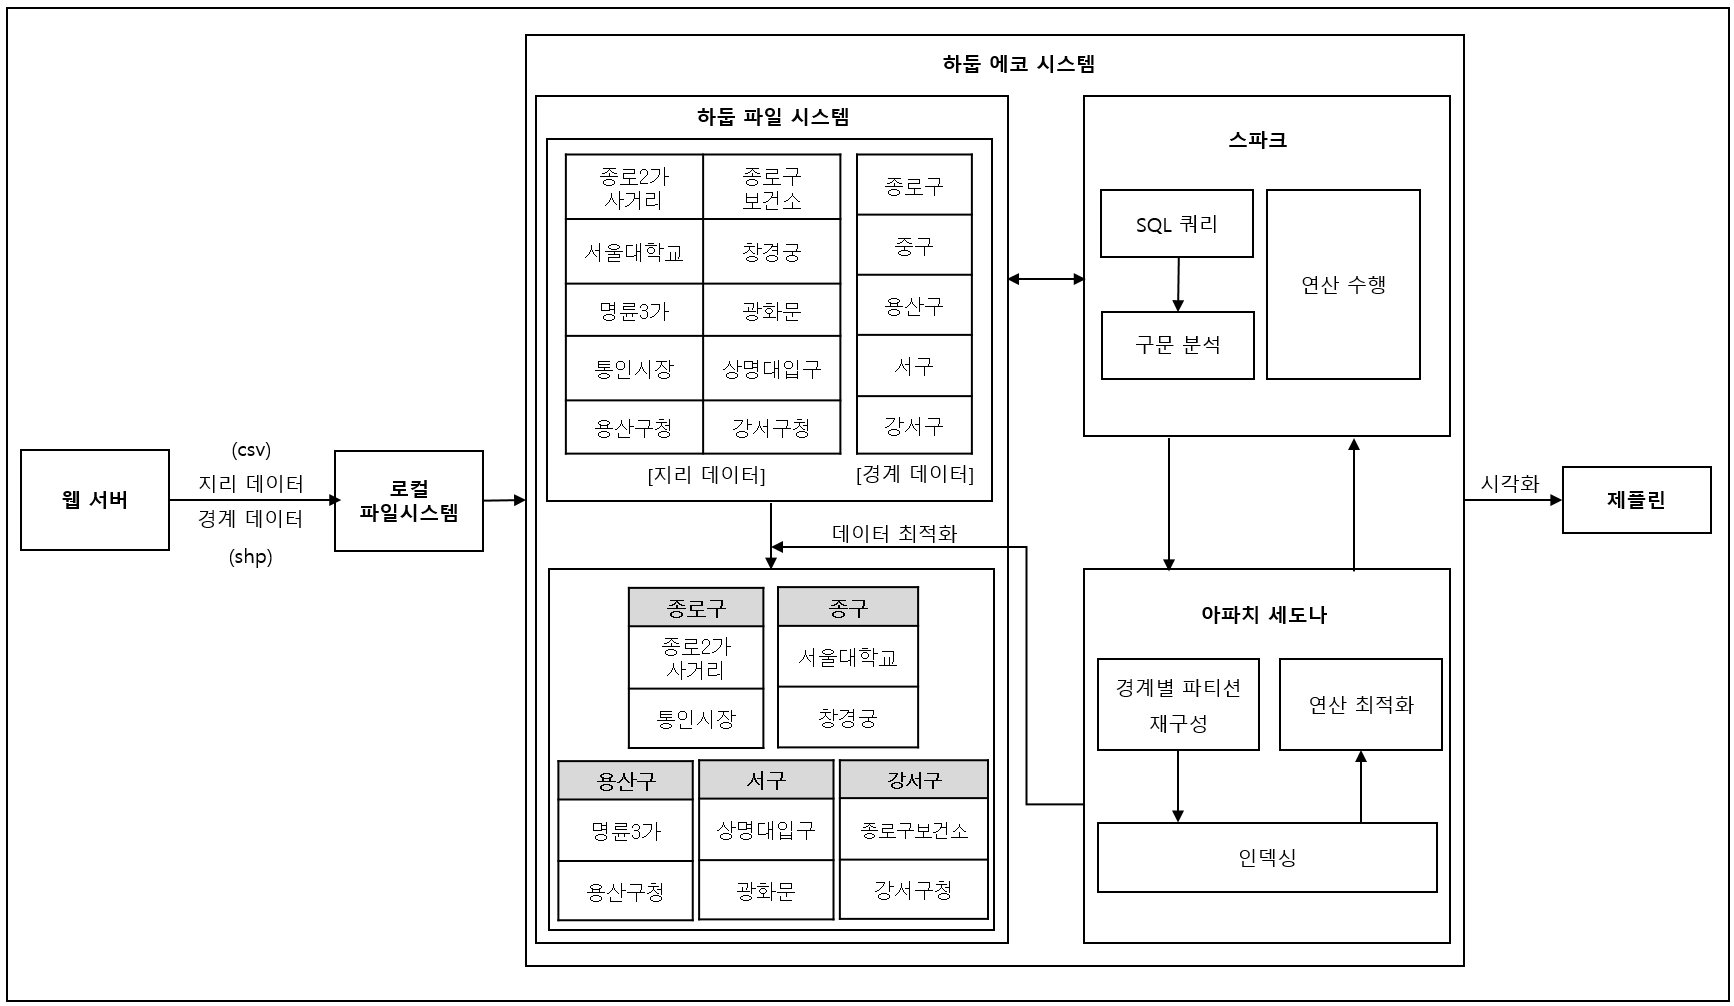 하둡 에코 시스템
하둡 파일 시스템
종로2가
사거리
종로구
보건소
서울대학교
창경궁
명륜3가
광화문
통인시장
상명대입구
용산구청
강서구청
[지리 데이터]
종로구
중구
용산구
서구
강서구
[경계 데이터]
스파크
SQL 쿼리
구문 분석
연산 수행
웹 서버
(csv)
지리 데이터
경계 데이터
(shp)
로컬
파일시스템
데이터 최적화
시각화
제플린
종로구
종로2가
사거리
통인시장
종구
서울대학교
창경궁
용산구
명륜3가
용산구청
서구
상명대입구
광화문
강서구
종로구보건소
강서구청
아파치 세도나
경계별 파티션
재구성
연산 최적화
인덱싱